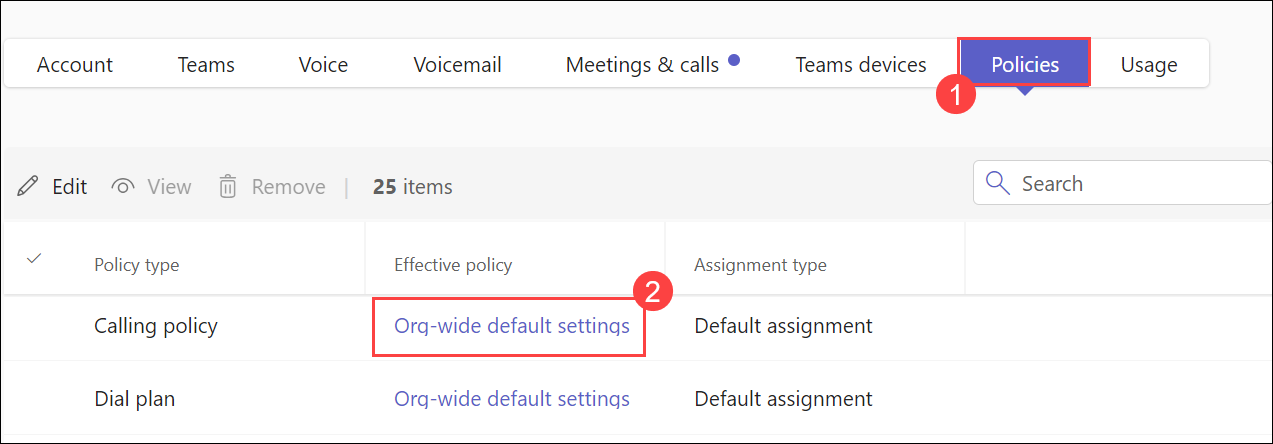 Account Teams Voice Voicemail Meetings & calls Teams devices Policies Usage
1
Edit View Remove | 25 items Search
Policy type Effective policy Assignment type
2
Calling policy Org-wide default settings Default assignment
Dial plan Org-wide default settings Default assignment